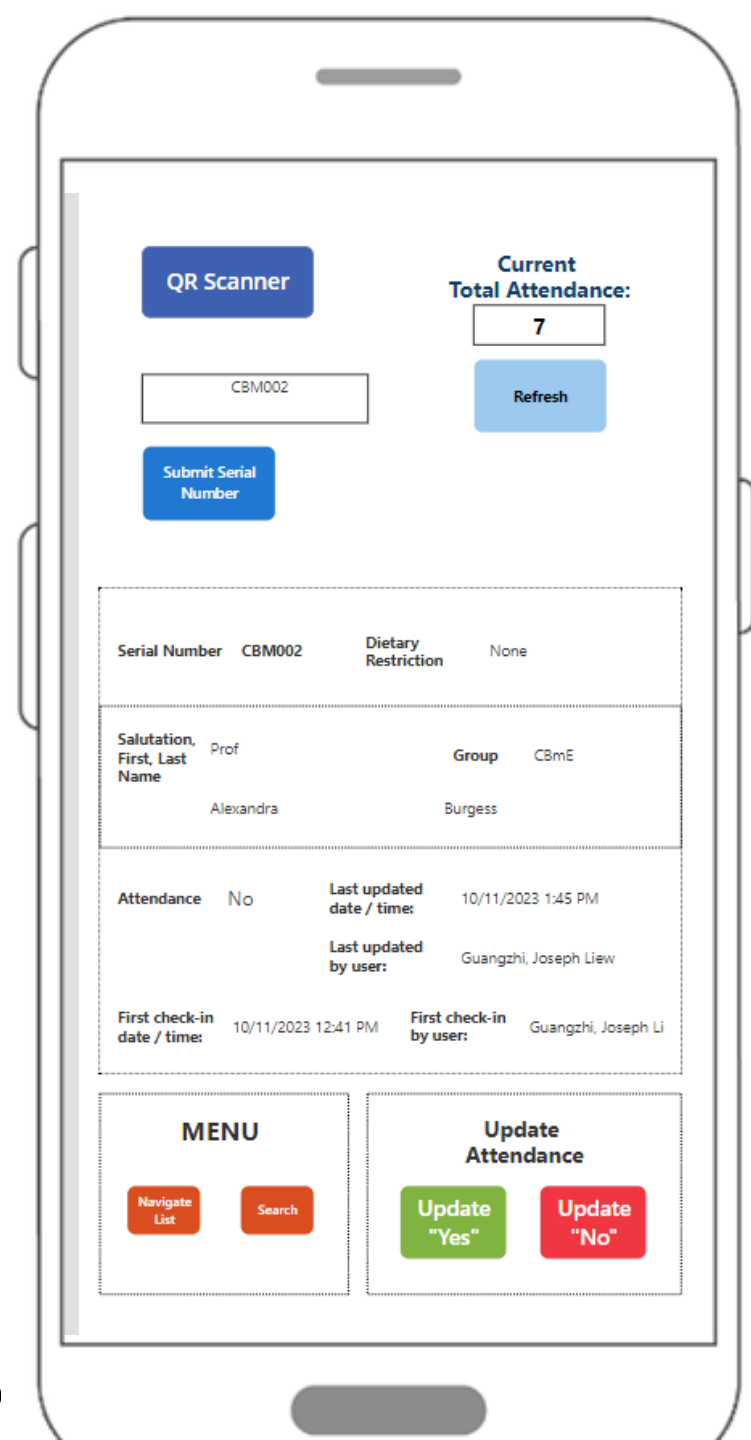 QR Scanner
Current
Total Attendance:
7
CBM002
Refresh
Submit Serial
Number
Serial Number CBM002
Dietary
Restriction
None
Salutation,
First, Last
Name
Prof
Group CBmE
Alexandra Burgess
Attendance No
Last updated
date / time:
10/11/2023 1:45 PM
Last updated
by user:
Guangzhi, Joseph Liew
First check-in
date / time:
10/11/2023 12:41 PM
First check-in
by user:
Guangzhi, Joseph Li
MENU
Navigate
List
Search
Update
Attendance
Update
"Yes"
Update
"No"